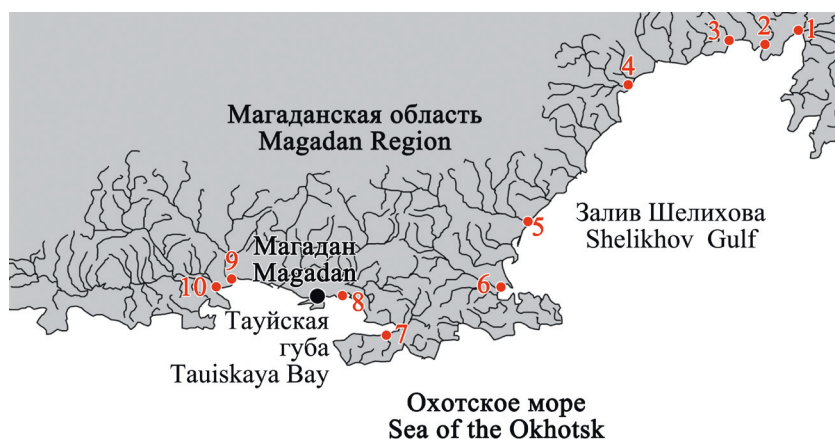 1
2
3
4
Магаданская область
Magadan Region
5
Залив Шелихова
Shelikhov Gulf
6
Магадан
Magadan
9
10
8
7
Тауйская
губа
Tauiskaya Bay
Охотское море
Sea of the Okhotsk